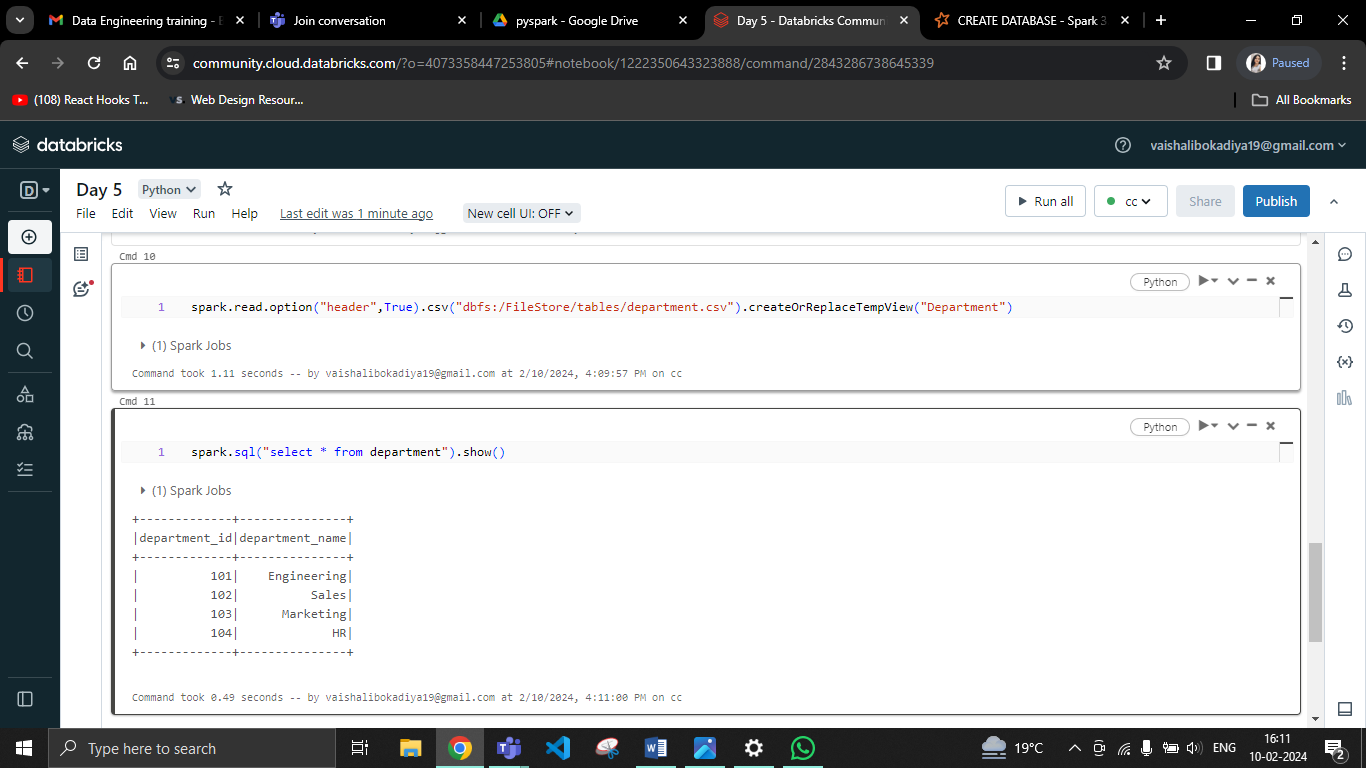 Data Engineering training - E
Join conversation
pyspark - Google Drive
Day 5 - Databricks Commun
CREATE DATABASE - Spark 3
community.cloud.databricks.com/?o=4073358447253805#notebook/1222350643323888/command/2843286738645339
Paused
(108) React Hooks T...
VS
Web Design Resour...
All Bookmarks
databricks
vaishalibokadiya19@gmail.com
D
Day 5
Python
File Edit View Run Help Last edit was 1 minute ago New cell UI: OFF
Run all
cc
Share
Publish
Cmd 10
Python
1 spark.read.option("header",True).csv("dbfs:/FileStore/tables/department.csv").createOrReplaceTempView("Department")
(1) Spark Jobs
Command took 1.11 seconds -- by vaishalibokadiya19@gmail.com at 2/10/2024, 4:09:57 PM on cc
Cmd 11
Python
1 spark.sql("select * from department").show()
(1) Spark Jobs
+-------------+---------------+
|department_id|department_name|
+-------------+---------------+
|          101|    Engineering|
|          102|          Sales|
|          103|      Marketing|
|          104|             HR|
+-------------+---------------+
Command took 0.49 seconds -- by vaishalibokadiya19@gmail.com at 2/10/2024, 4:11:00 PM on cc
Type here to search
19°C
ENG
16:11
10-02-2024
2